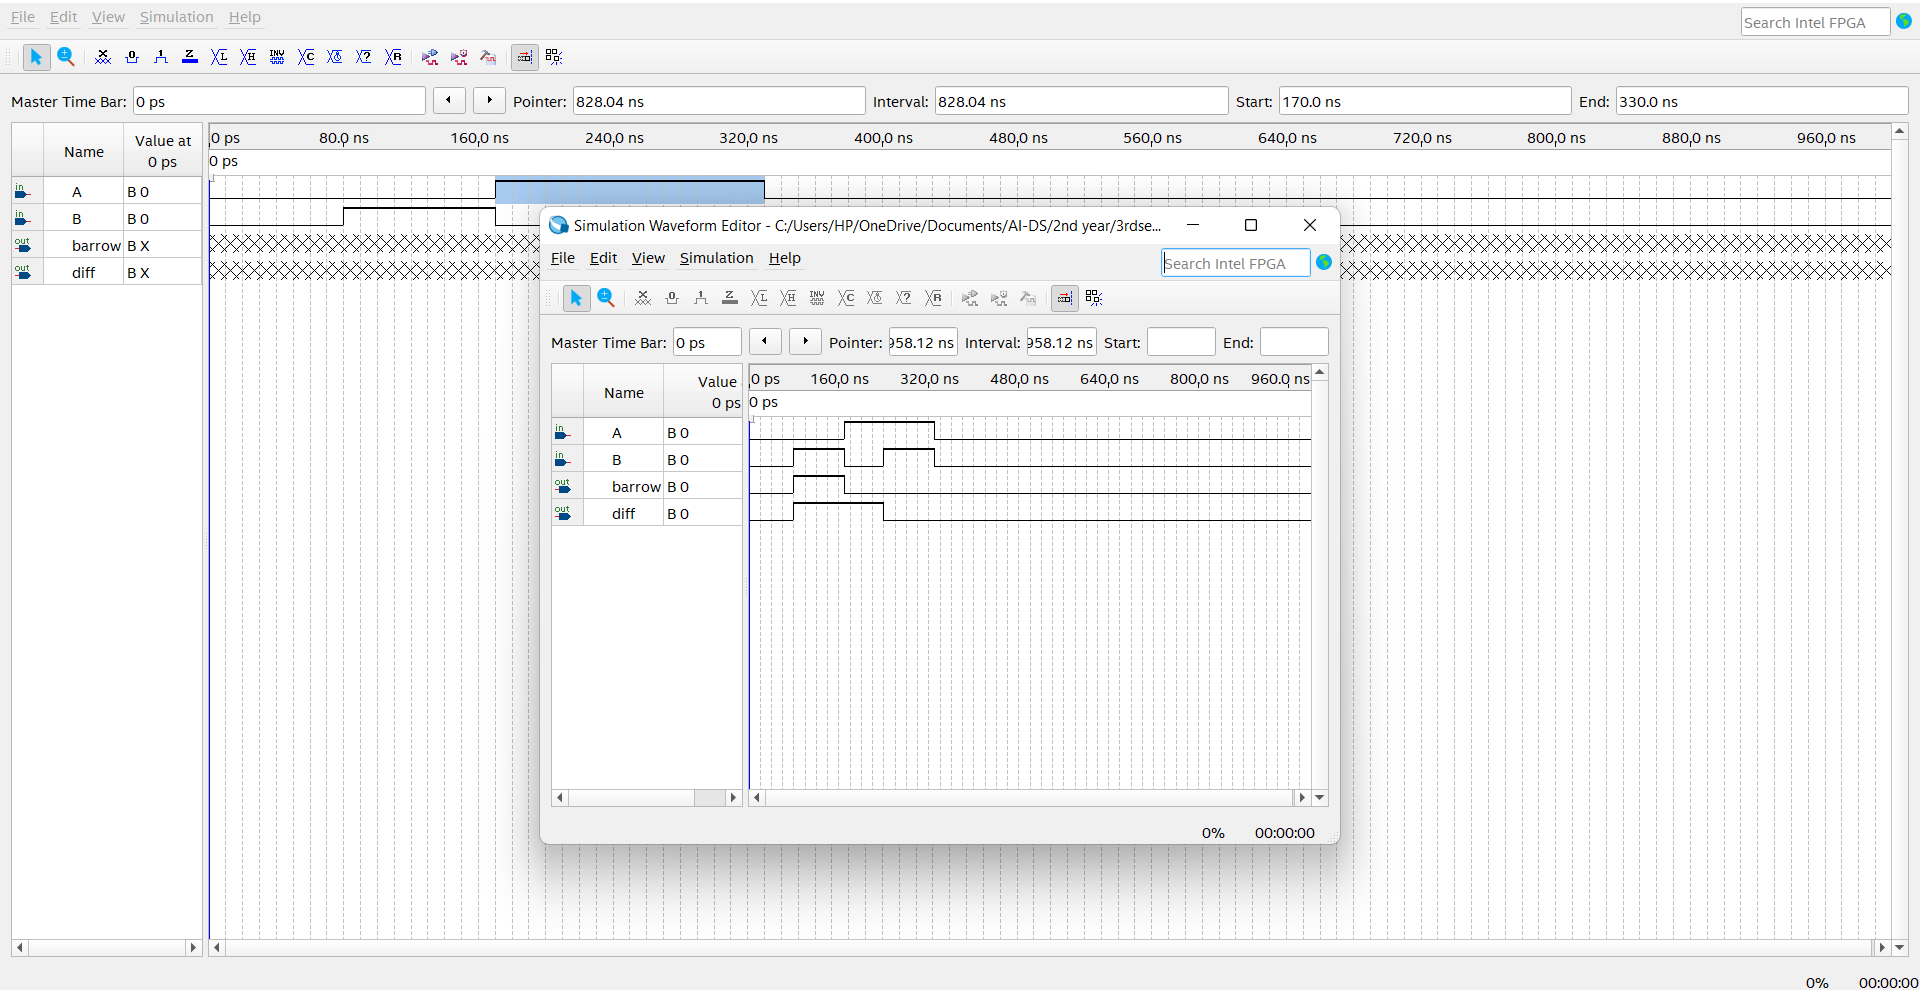 File Edit View Simulation Help
Search Intel FPGA
Master Time Bar: 0 ps Pointer: 828.04 ns Interval: 828.04 ns Start: 170.0 ns End: 330.0 ns
Name
Value at
0 ps
0 ps 80.0 ns 160.0 ns 240.0 ns 320.0 ns 400.0 ns 480.0 ns 560.0 ns 640.0 ns 720.0 ns 800.0 ns 880.0 ns 960.0 ns
0 ps
in A B 0
in B B 0
out barrow B X
out diff B X
Simulation Waveform Editor - C:/Users/HP/OneDrive/Documents/AI-DS/2nd year/3rdse...
File Edit View Simulation Help
Search Intel FPGA
Master Time Bar: 0 ps Pointer: 958.12 ns Interval: 958.12 ns Start: End:
Name
Value
0 ps
0 ps 160.0 ns 320.0 ns 480.0 ns 640.0 ns 800.0 ns 960.0 ns
0 ps
in A B 0
in B B 0
out barrow B 0
out diff B 0
0% 00:00:00
0% 00:00:00